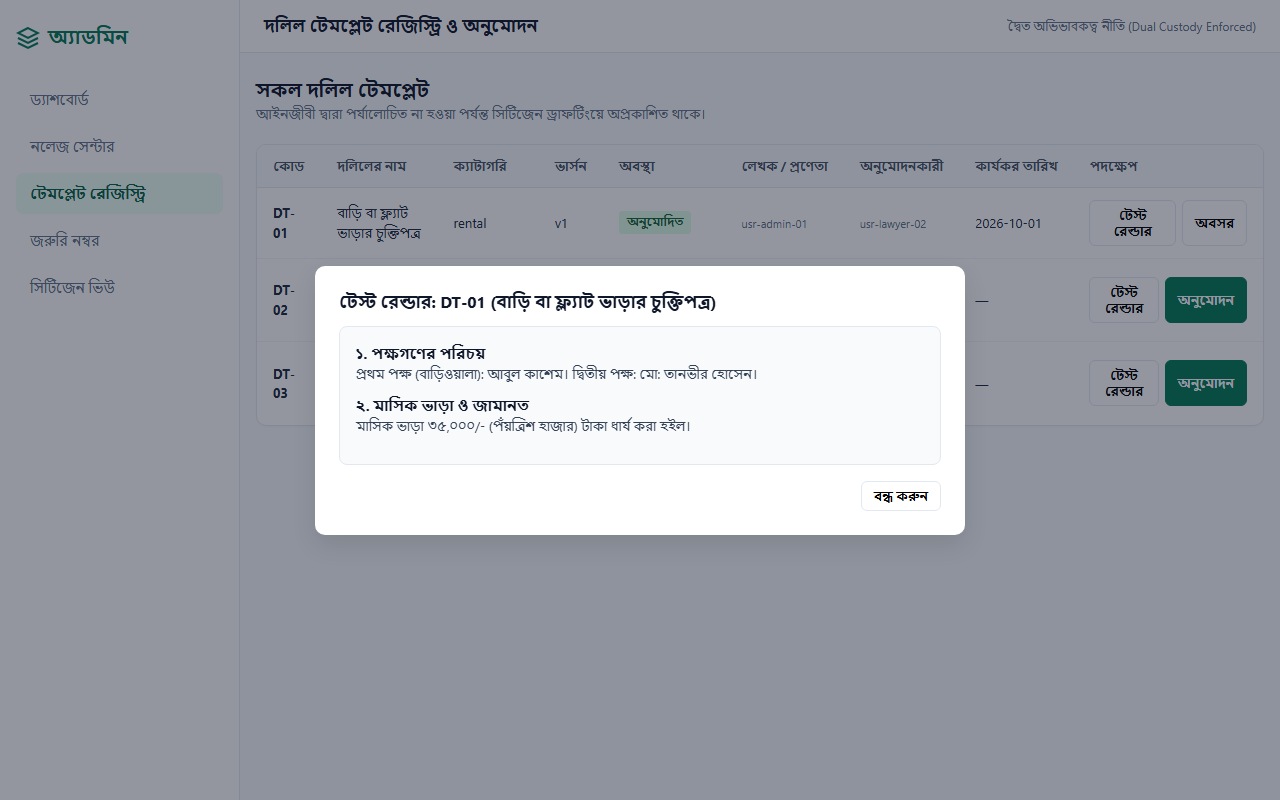 অ্যাডমিন
ড্যাশবোর্ড
নলেজ সেন্টার
টেমপ্লেট রেজিস্ট্রি
জরুরি নম্বর
সিটিজেন ভিউ
দলিল টেমপ্লেট রেজিস্ট্রি ও অনুমোদন
দ্বৈত অভিভাবকত্ব নীতি (Dual Custody Enforced)
সকল দলিল টেমপ্লেট
আইনজীবী দ্বারা পর্যালোচিত না হওয়া পর্যন্ত সিটিজেন ড্রাফটিংয়ে অপ্রকাশিত থাকে।
কোড দলিলের নাম ক্যাটাগরি ভার্সন অবস্থা লেখক / প্রণেতা অনুমোদনকারী কার্যকর তারিখ পদক্ষেপ
DT-01 বাড়ি বা ফ্ল্যাট ভাড়ার চুক্তিপত্র rental v1 অনুমোদিত usr-admin-01 usr-lawyer-02 2026-10-01 টেস্ট রেন্ডার অবসর
DT-02 — টেস্ট রেন্ডার অনুমোদন
DT-03 — টেস্ট রেন্ডার অনুমোদন
টেস্ট রেন্ডার: DT-01 (বাড়ি বা ফ্ল্যাট ভাড়ার চুক্তিপত্র)
১. পক্ষগণের পরিচয়
প্রথম পক্ষ (বাড়িওয়ালা): আবুল কাশেম। দ্বিতীয় পক্ষ: মো: তানভীর হোসেন।
২. মাসিক ভাড়া ও জামানত
মাসিক ভাড়া ৩৫,০০০/- (পঁয়ত্রিশ হাজার) টাকা ধার্য করা হইল।
বন্ধ করুন